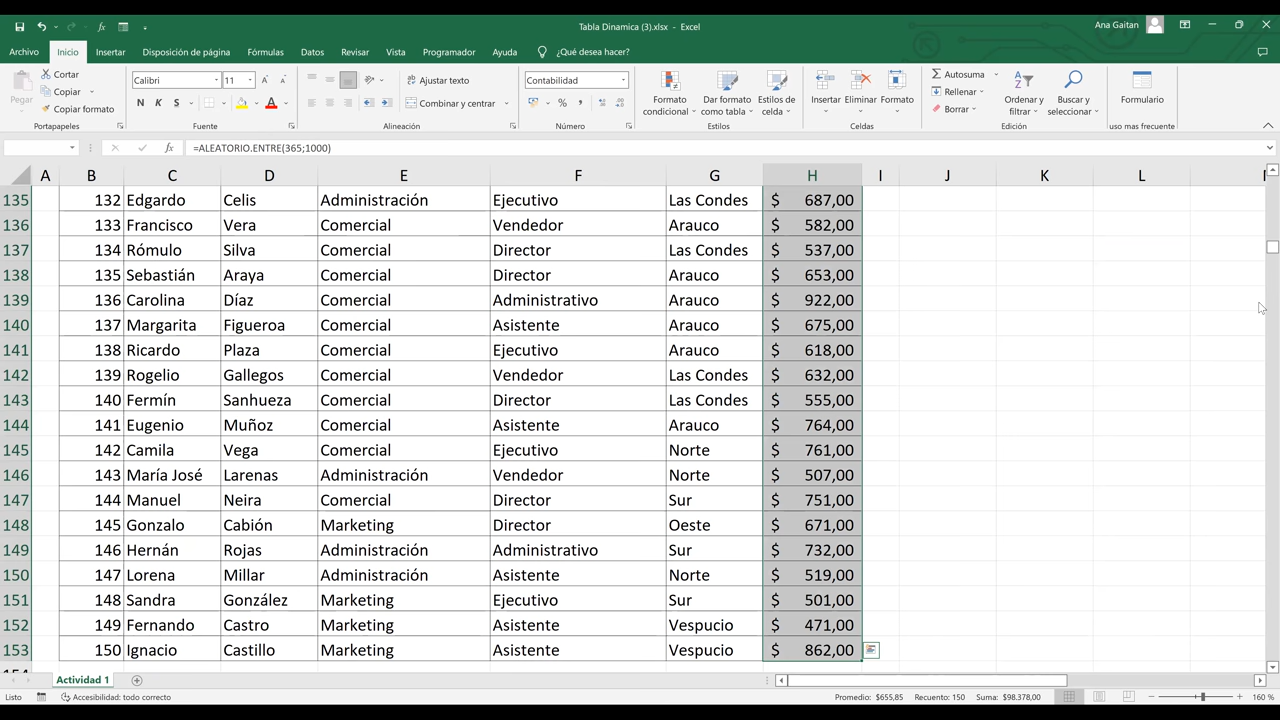 Tabla Dinamica (3).xlsx - Excel
Ana Gaitan
Archivo Inicio Insertar Disposición de página Fórmulas Datos Revisar Vista Programador Ayuda ¿Qué desea hacer?
Pegar Cortar Copiar Copiar formato
Calibri 11 N K S
Ajustar texto Combinar y centrar
Contabilidad $ % 000
Formato condicional Dar formato como tabla Estilos de celda
Insertar Eliminar Formato
Autosuma Rellenar Borrar Ordenar y filtrar Buscar y seleccionar
Formulario
Portapapeles Fuente Alineación Número Estilos Celdas Edición uso mas frecuente
fx =ALEATORIO.ENTRE(365;1000)
A B C D E F G H I J K L
135 132 Edgardo Celis Administración Ejecutivo Las Condes $ 687,00
136 133 Francisco Vera Comercial Vendedor Arauco $ 582,00
137 134 Rómulo Silva Comercial Director Las Condes $ 537,00
138 135 Sebastián Araya Comercial Director Arauco $ 653,00
139 136 Carolina Díaz Comercial Administrativo Arauco $ 922,00
140 137 Margarita Figueroa Comercial Asistente Arauco $ 675,00
141 138 Ricardo Plaza Comercial Ejecutivo Arauco $ 618,00
142 139 Rogelio Gallegos Comercial Vendedor Las Condes $ 632,00
143 140 Fermín Sanhueza Comercial Director Las Condes $ 555,00
144 141 Eugenio Muñoz Comercial Asistente Arauco $ 764,00
145 142 Camila Vega Comercial Ejecutivo Norte $ 761,00
146 143 María José Larenas Administración Vendedor Norte $ 507,00
147 144 Manuel Neira Comercial Director Sur $ 751,00
148 145 Gonzalo Cabión Marketing Director Oeste $ 671,00
149 146 Hernán Rojas Administración Administrativo Sur $ 732,00
150 147 Lorena Millar Administración Asistente Norte $ 519,00
151 148 Sandra González Marketing Ejecutivo Sur $ 501,00
152 149 Fernando Castro Marketing Asistente Vespucio $ 471,00
153 150 Ignacio Castillo Marketing Asistente Vespucio $ 862,00
Actividad 1
Listo Accesibilidad: todo correcto Promedio: $655,85 Recuento: 150 Suma: $98.378,00 160 %